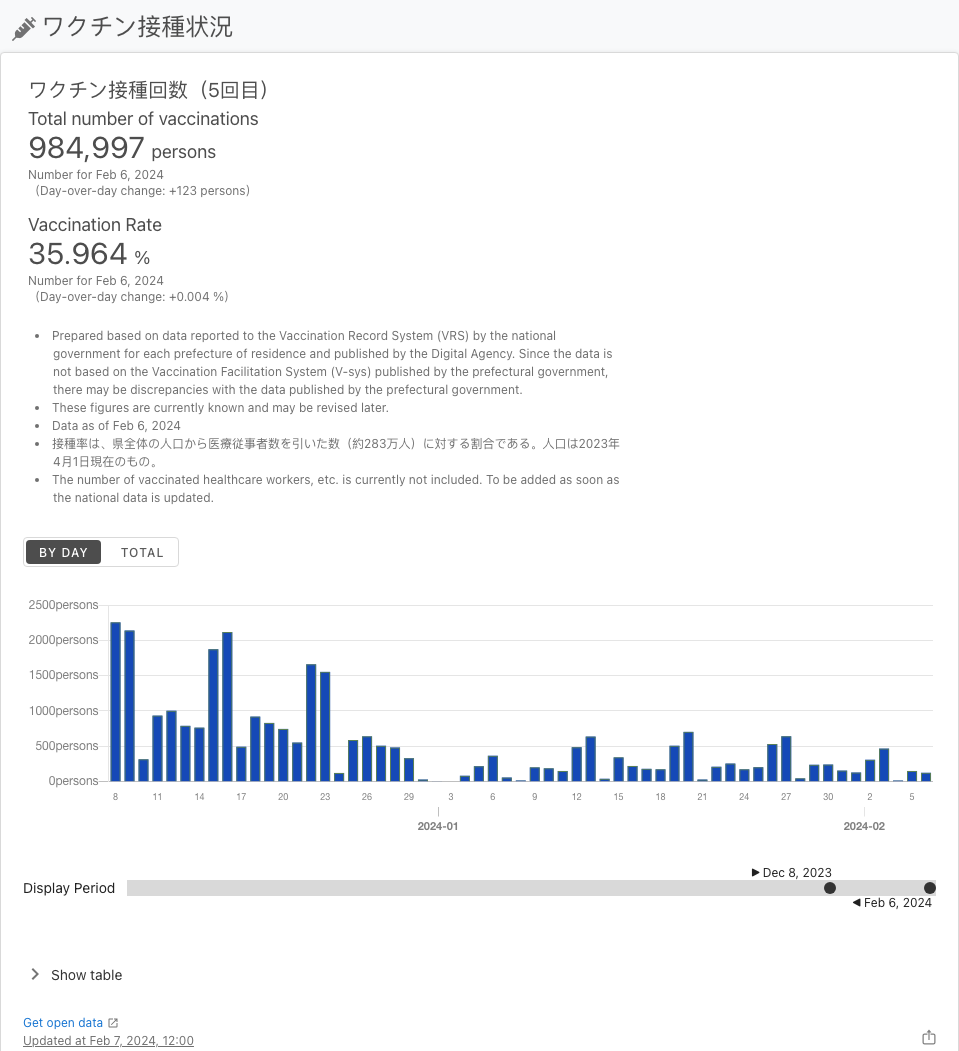 ワクチン接種状況
ワクチン接種回数（5回目）
Total number of vaccinations
984,997 persons
Number for Feb 6, 2024
（Day-over-day change: +123 persons）
Vaccination Rate
35.964 %
Number for Feb 6, 2024
（Day-over-day change: +0.004 %）
• Prepared based on data reported to the Vaccination Record System (VRS) by the national
government for each prefecture of residence and published by the Digital Agency. Since the data is
not based on the Vaccination Facilitation System (V-sys) published by the prefectural government,
there may be discrepancies with the data published by the prefectural government.
• These figures are currently known and may be revised later.
• Data as of Feb 6, 2024
• 接種率は、県全体の人口から医療従事者数を引いた数（約283万人）に対する割合である。人口は2023年
4月1日現在のもの。
• The number of vaccinated healthcare workers, etc. is currently not included. To be added as soon as
the national data is updated.
BY DAY TOTAL
2500persons
2000persons
1500persons
1000persons
500persons
0persons
8 11 14 17 20 23 26 29 3 6 9 12 15 18 21 24 27 30 2 5
2024-01 2024-02
Dec 8, 2023
Display Period
Feb 6, 2024
Show table
Get open data
Updated at Feb 7, 2024, 12:00